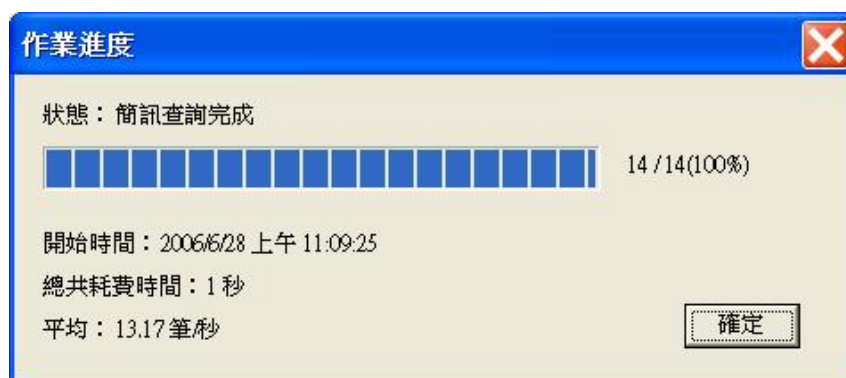 作業進度
狀態：簡訊查詢完成
14 / 14(100%)
開始時間：2006/6/28 上午 11:09:25
總共耗費時間：1 秒
平均：13.17 筆/秒
確定